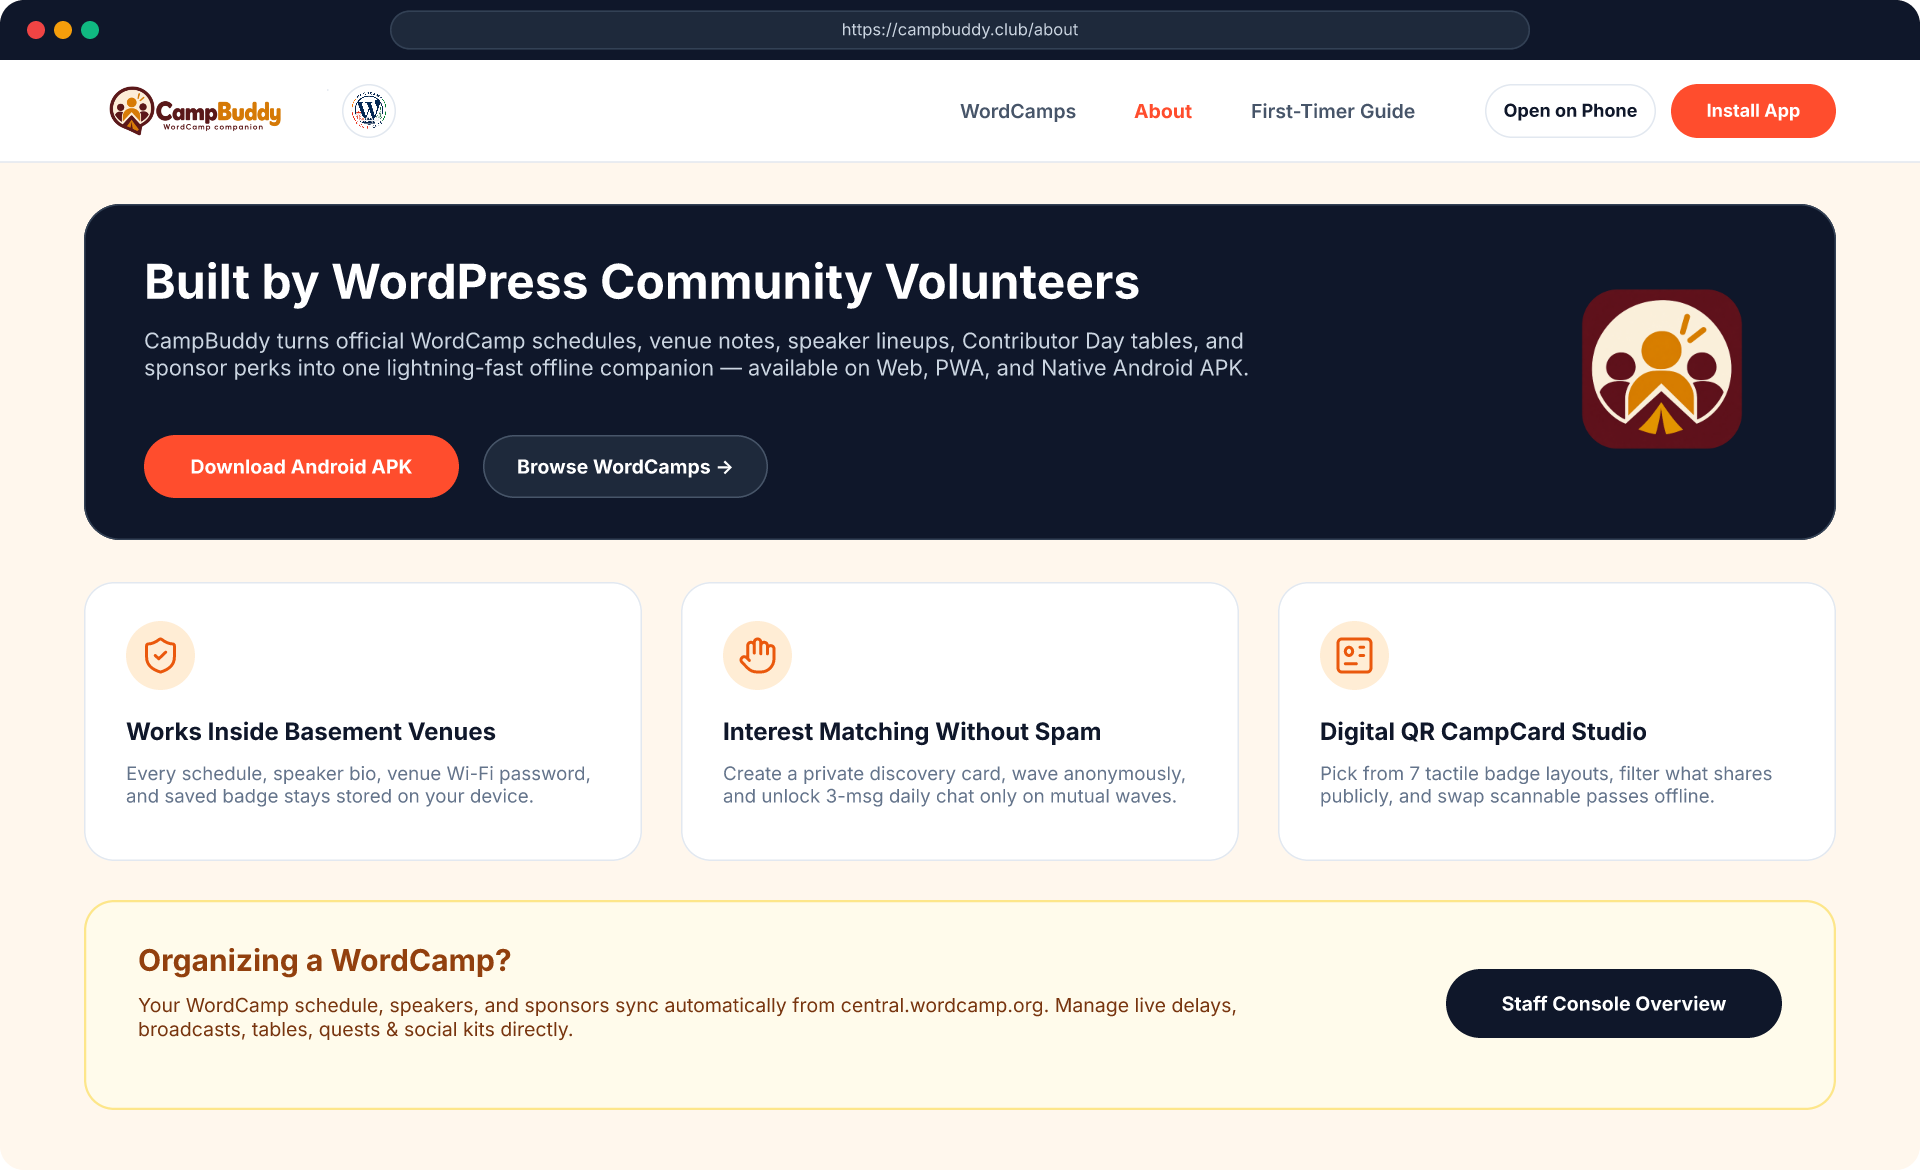 https://campbuddy.club/about
CampBuddy
WordCamp companion
W
WordCamps
About
First-Timer Guide
Open on Phone
Install App
Built by WordPress Community Volunteers
CampBuddy turns official WordCamp schedules, venue notes, speaker lineups, Contributor Day tables, and
sponsor perks into one lightning-fast offline companion — available on Web, PWA, and Native Android APK.
Download Android APK
Browse WordCamps →
Works Inside Basement Venues
Every schedule, speaker bio, venue Wi-Fi password,
and saved badge stays stored on your device.
Interest Matching Without Spam
Create a private discovery card, wave anonymously,
and unlock 3-msg daily chat only on mutual waves.
Digital QR CampCard Studio
Pick from 7 tactile badge layouts, filter what shares
publicly, and swap scannable passes offline.
Organizing a WordCamp?
Your WordCamp schedule, speakers, and sponsors sync automatically from central.wordcamp.org. Manage live delays,
broadcasts, tables, quests & social kits directly.
Staff Console Overview